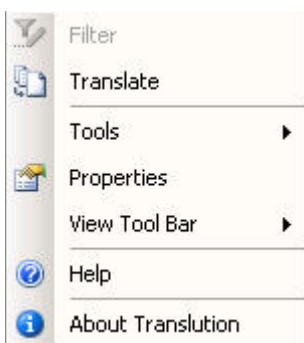 Filter
Translate
Tools
Properties
View Tool Bar
Help
About Translution